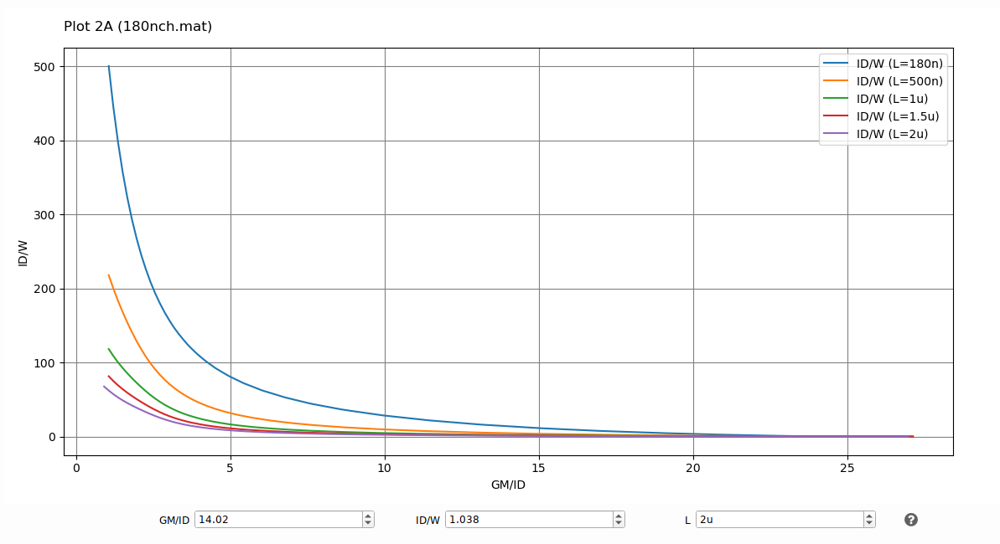 Plot 2A (180nch.mat)
500
400
300
200
100
0
ID/W
ID/W (L=180n)
ID/W (L=500n)
ID/W (L=1u)
ID/W (L=1.5u)
ID/W (L=2u)
0 5 10 15 20 25
GM/ID
GM/ID 14.02 ID/W 1.038 L 2u ?